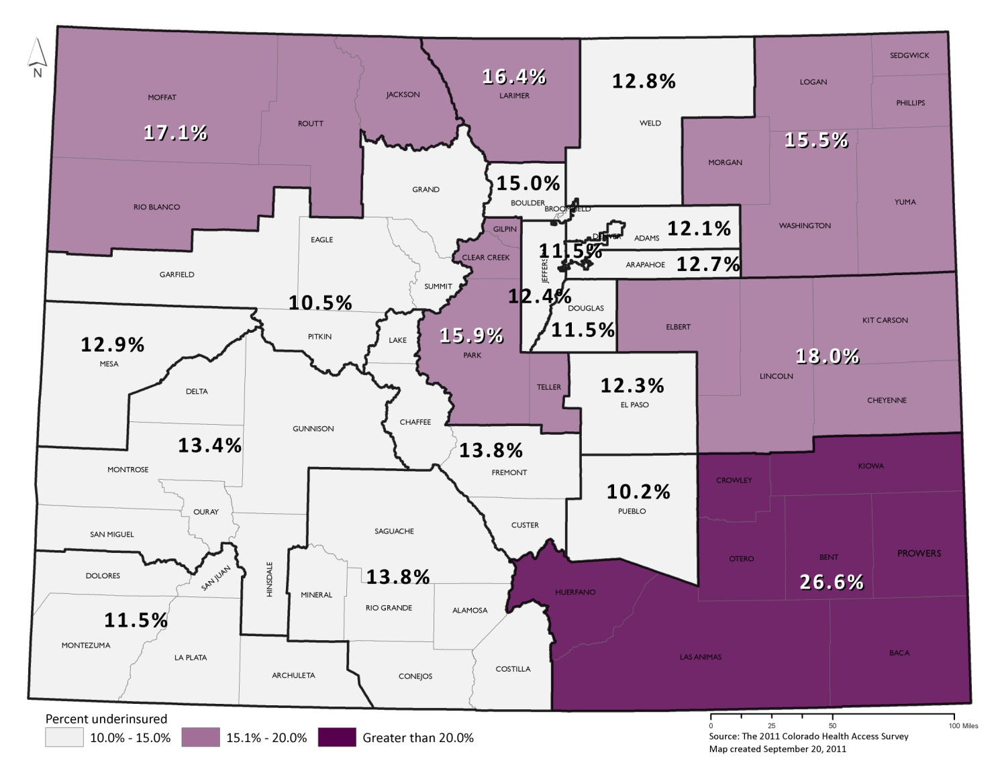 N
SEDGWICK
16.4%
12.8%
LOGAN
MOFFAT
JACKSON
LARIMER
PHILLIPS
17.1%
ROUTT
WELD
15.5%
MORGAN
15.0%
GRAND
BOULDER
RIO BLANCO
BROOMFIELD
YUMA
WASHINGTON
GILPIN
12.1%
EAGLE
DENVER
ADAMS
CLEAR CREEK
11.5%
ARAPAHOE
12.7%
GARFIELD
SUMMIT
12.4%
10.5%
DOUGLAS
11.5%
KIT CARSON
ELBERT
PITKIN
LAKE
15.9%
PARK
12.9%
MESA
18.0%
LINCOLN
DELTA
TELLER
12.3%
EL PASO
CHEYENNE
CHAFFEE
GUNNISON
13.4%
13.8%
FREMONT
MONTROSE
KIOWA
CROWLEY
10.2%
PUEBLO
OURAY
CUSTER
SAN MIGUEL
SAGUACHE
OTERO
BENT
PROWERS
26.6%
DOLORES
SAN JUAN
HINSDALE
13.8%
MINERAL
HUERFANO
RIO GRANDE
ALAMOSA
11.5%
MONTEZUMA
LA PLATA
ARCHULETA
CONEJOS
COSTILLA
LAS ANIMAS
BACA
Percent underinsured
10.0% - 15.0%
15.1% - 20.0%
Greater than 20.0%
0 25 50 100 Miles
Source: The 2011 Colorado Health Access Survey
Map created September 20, 2011